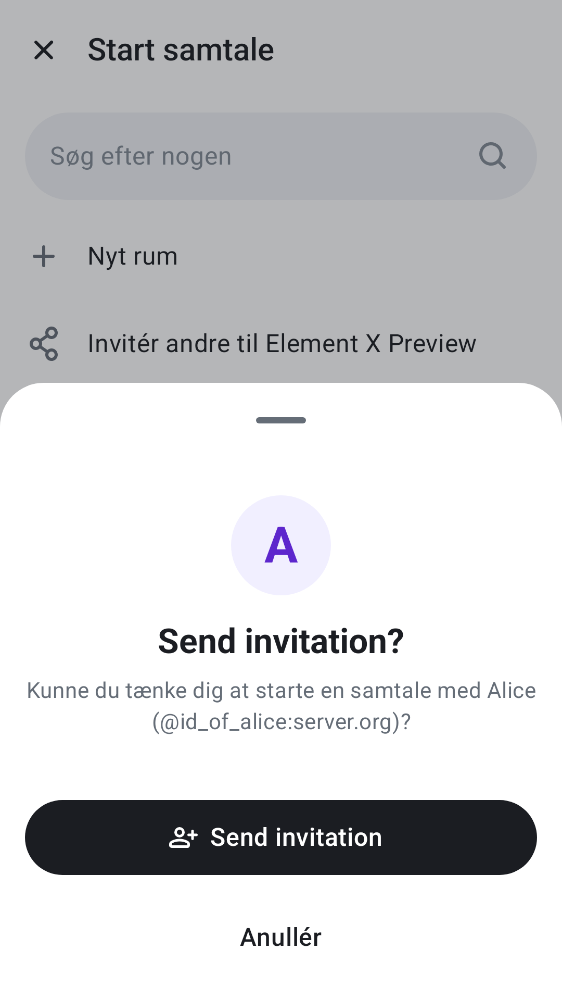 Start samtale
Søg efter nogen
Nyt rum
Invitér andre til Element X Preview
A
Send invitation?
Kunne du tænke dig at starte en samtale med Alice
(@id_of_alice:server.org)?
Send invitation
Anullér